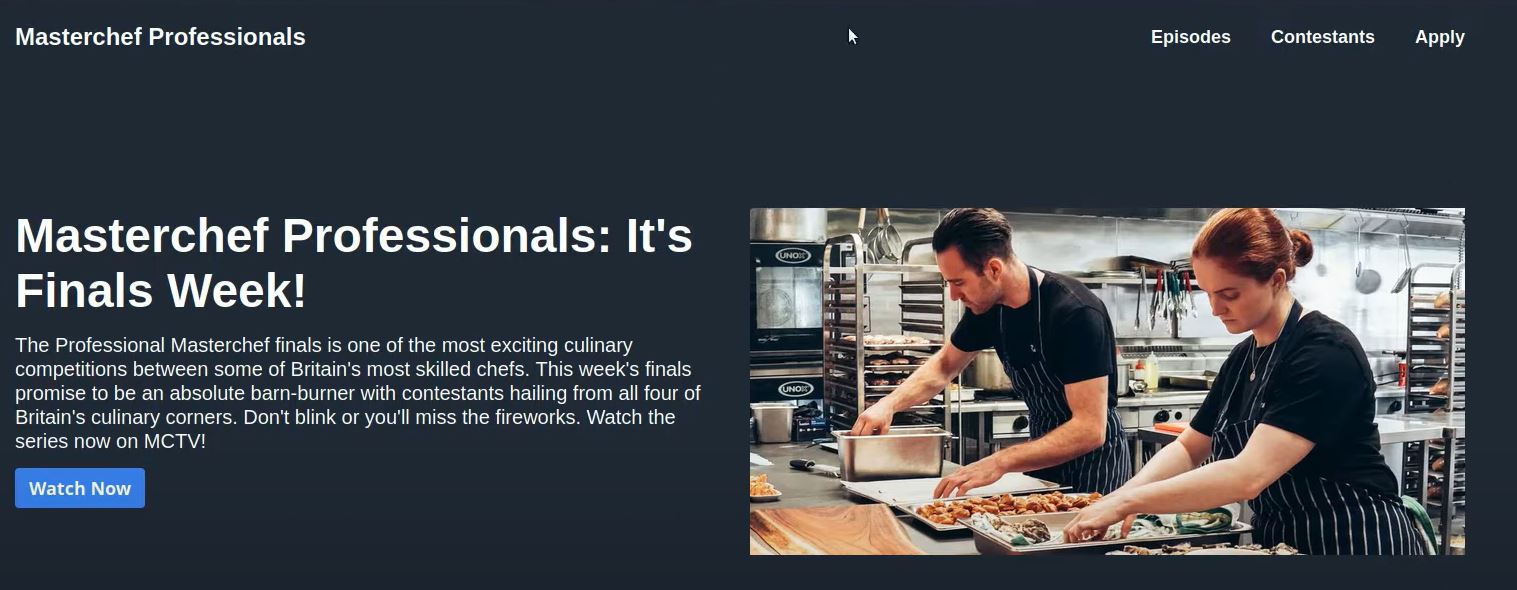 Masterchef Professionals
Episodes
Contestants
Apply
Masterchef Professionals: It's
Finals Week!
The Professional Masterchef finals is one of the most exciting culinary
competitions between some of Britain's most skilled chefs. This week's finals
promise to be an absolute barn-burner with contestants hailing from all four of
Britain's culinary corners. Don't blink or you'll miss the fireworks. Watch the
series now on MCTV!
Watch Now
UNOX
UNOX